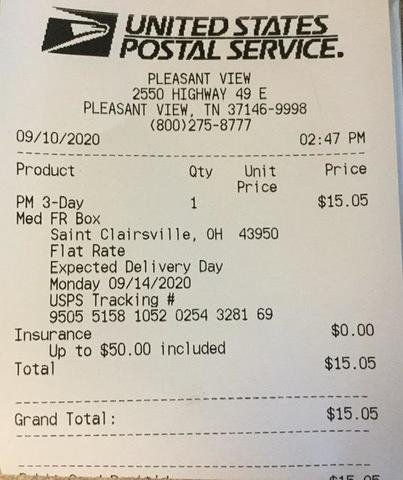 UNITED STATES
POSTAL SERVICE.
PLEASANT VIEW
2550 HIGHWAY 49 E
PLEASANT VIEW, TN 37146-9998
(800)275-8777
09/10/2020 02:47 PM
Product Qty Unit Price
Price
PM 3-Day 1 $15.05
Med FR Box
Saint Clairsville, OH 43950
Flat Rate
Expected Delivery Day
Monday 09/14/2020
USPS Tracking #
9505 5158 1052 0254 3281 69
Insurance $0.00
Up to $50.00 included
Total $15.05
Grand Total: $15.05